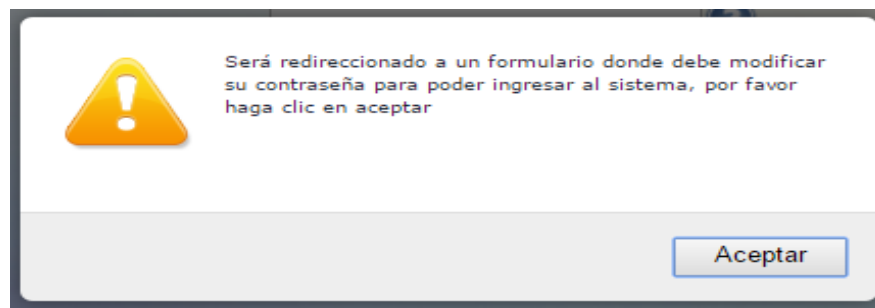 Será redireccionado a un formulario donde debe modificar
su contraseña para poder ingresar al sistema, por favor
haga clic en aceptar
Aceptar